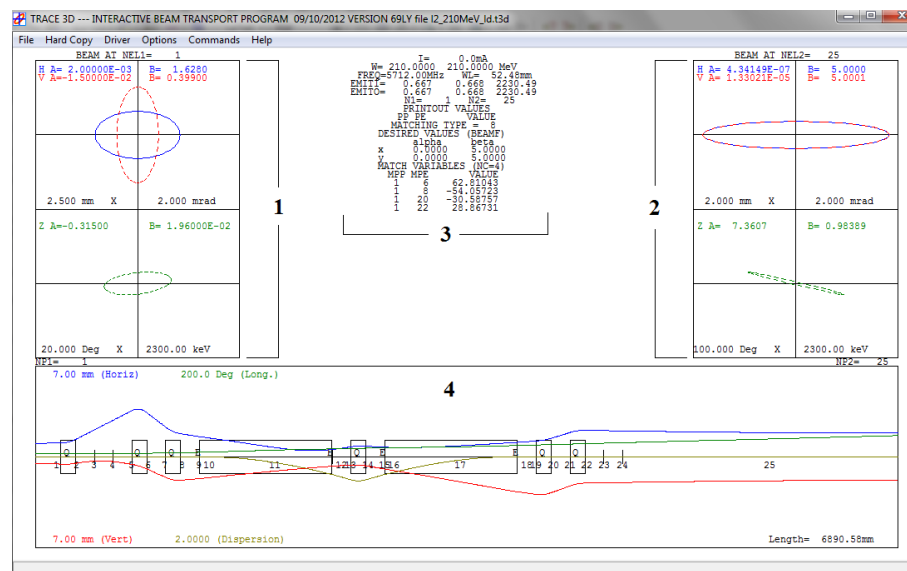 TRACE 3D --- INTERACTIVE BEAM TRANSPORT PROGRAM 09/10/2012 VERSION 69LY file l2_210MeV_ld.t3d
File Hard Copy Driver Options Commands Help
BEAM AT NEL1= 1
H A= 2.00000E-03 B= 1.6280
V A=-1.50000E-02 B= 0.39900
2.500 mm X 2.000 mrad
Z A=-0.31500 B= 1.96000E-02
20.000 Deg X 2300.00 keV
NP1= 1
1
I= 0.0mA
W= 210.0000 210.0000 MeV
FREQ=5712.00MHz WL= 52.48mm
EMITI= 0.667 0.668 2230.49
EMITO= 0.667 0.668 2230.49
N1= 1 N2= 25
PRINTOUT VALUES
PP PE VALUE
MATCHING TYPE = 8
DESIRED VALUES (BEAMF)
alpha beta
x 0.0000 5.0000
y 0.0000 5.0000
MATCH VARIABLES (NC=4)
MPP MPE VALUE
1 6 62.81043
1 8 -54.05723
1 20 -30.58757
1 22 28.86731
3
2
BEAM AT NEL2= 25
H A= 4.34149E-07 B= 5.0000
V A= 1.33021E-05 B= 5.0001
2.000 mm X 2.000 mrad
Z A= 7.3607 B= 0.98389
100.000 Deg X 2300.00 keV
NP2= 25
7.00 mm (Horiz) 200.0 Deg (Long.)
4
Q Q Q E E Q E E Q Q
1 2 3 4 5 6 7 8 9 10 11 12 13 14 15 16 17 18 19 20 21 22 23 24 25
7.00 mm (Vert) 2.0000 (Dispersion) Length= 6890.58mm